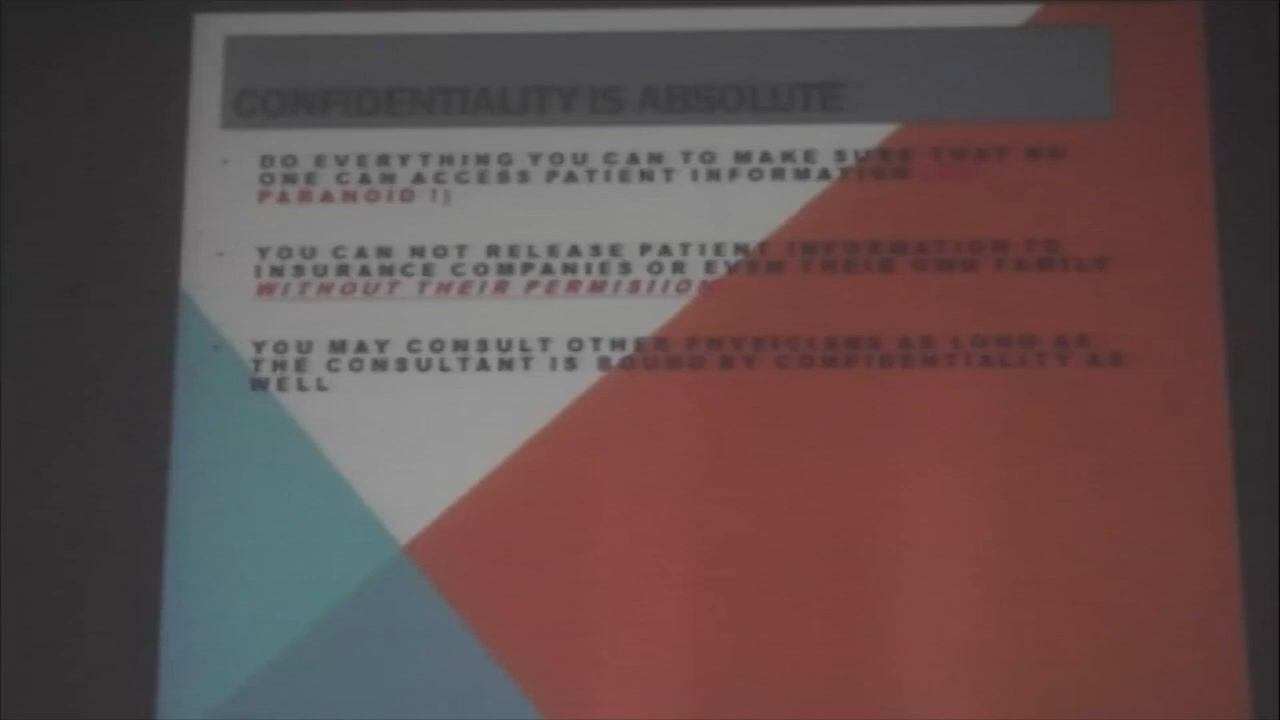 CONFIDENTIALITY IS ABSOLUTE
DO EVERYTHING YOU CAN TO MAKE SURE THAT NO
ONE CAN ACCESS PATIENT INFORMATION
PARANOID !)
YOU CAN NOT RELEASE PATIENT INFORMATION TO
INSURANCE COMPANIES OR EVEN THEIR OWN FAMILY
WITHOUT THEIR PERMISIION
YOU MAY CONSULT OTHER PHYSICIANS AS LONG AS
THE CONSULTANT IS BOUND BY CONFIDENTIALITY AS
WELL